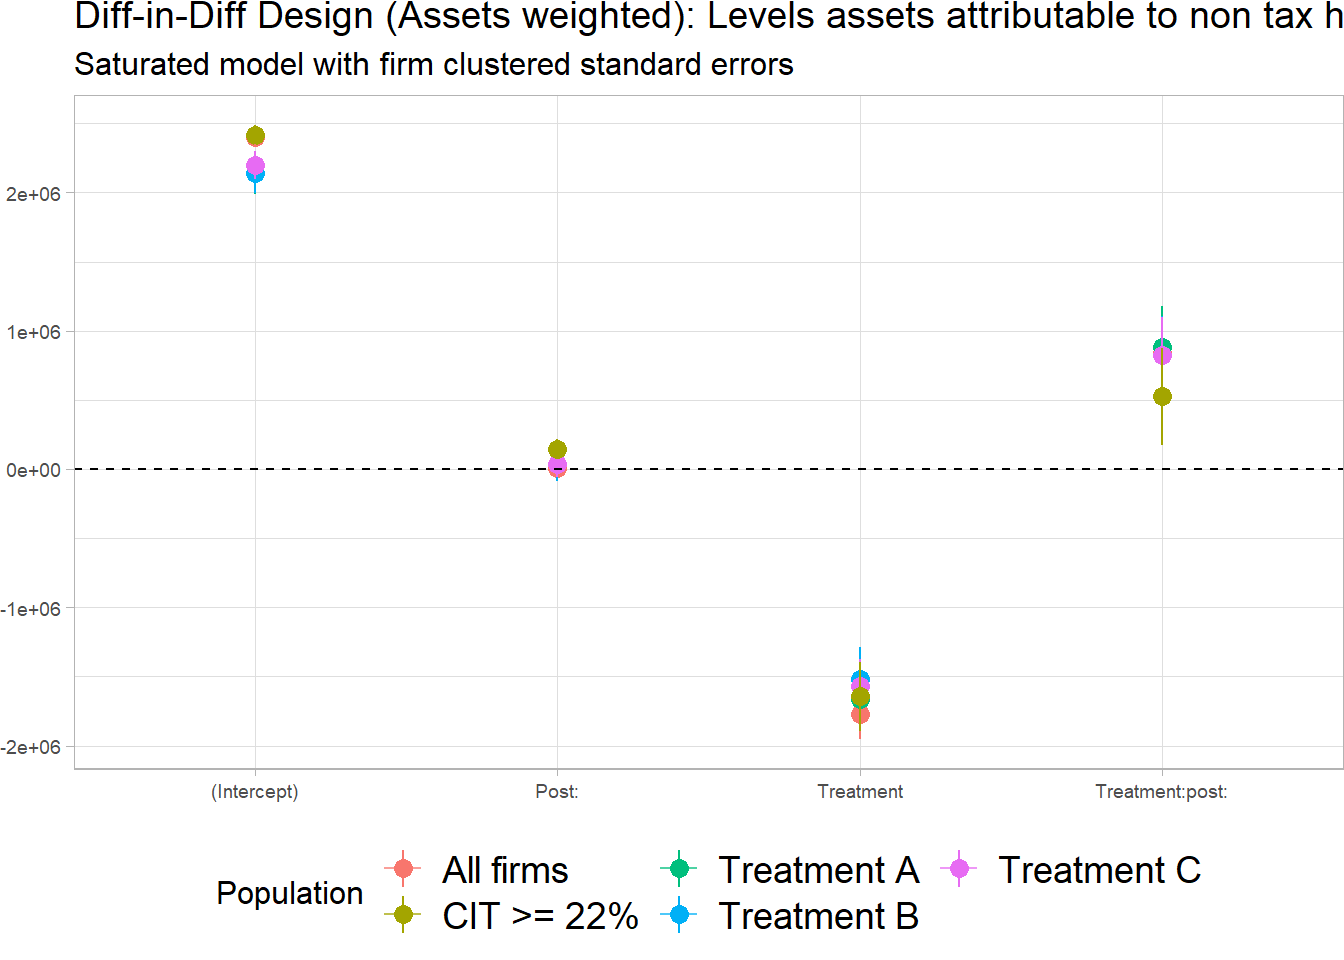 Diff-in-Diff Design (Assets weighted): Levels assets attributable to non tax h
Saturated model with firm clustered standard errors
2e+06
1e+06
0e+00
-1e+06
-2e+06
(Intercept)
Post:
Treatment
Treatment:post:
Population
All firms
CIT >= 22%
Treatment A
Treatment B
Treatment C